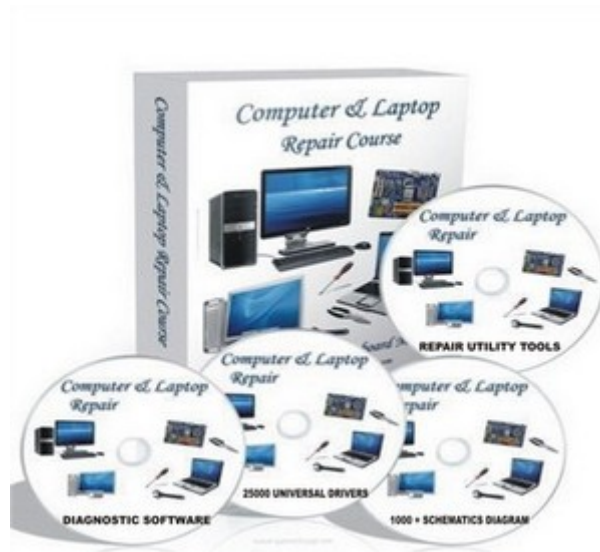 Computer & Laptop
Repair Course
Computer & Laptop Repair Course
Computer & Laptop
Repair
REPAIR UTILITY TOOLS
Computer & Laptop
Repair
DIAGNOSTIC SOFTWARE
Computer & Laptop
Repair
25000 UNIVERSAL DRIVERS
mputer & Laptop
pair
1000 + SCHEMATICS DIAGRAM